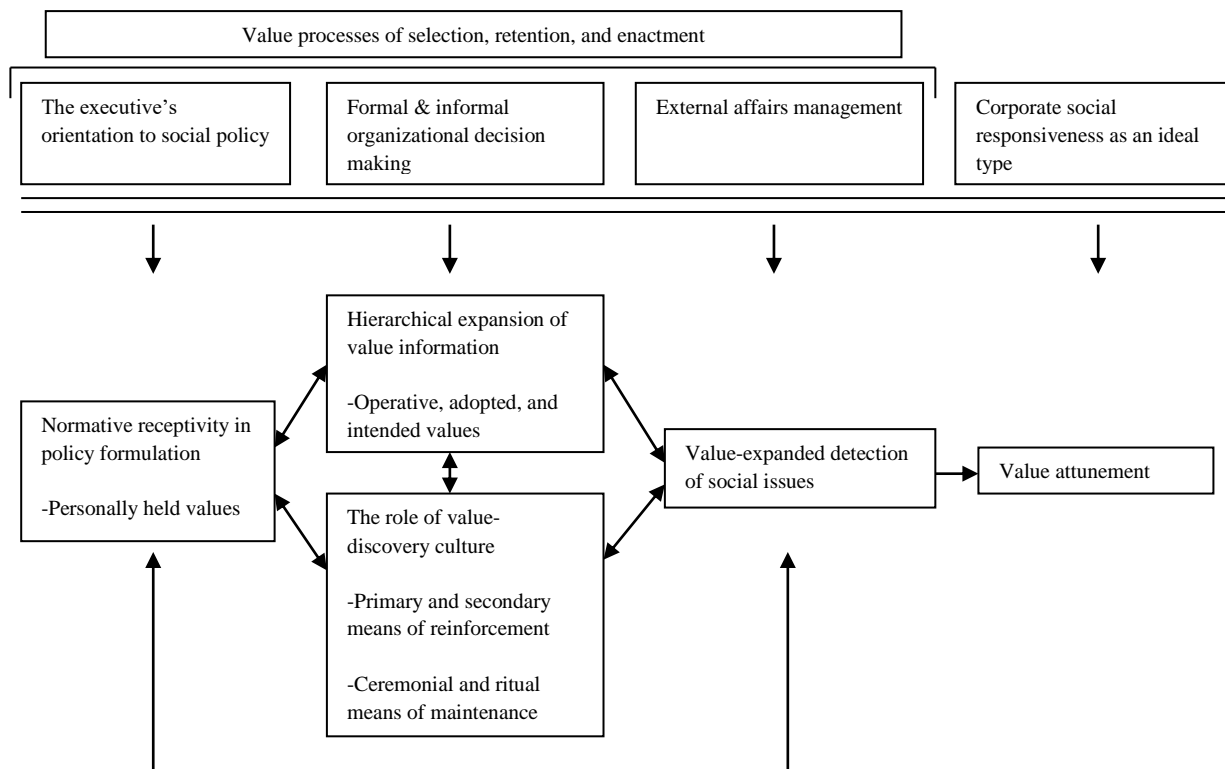 Value processes of selection, retention, and enactment
The executive’s
orientation to social policy
Formal & informal
organizational decision
making
External affairs management
Corporate social
responsiveness as an ideal
type
Hierarchical expansion of
value information
-Operative, adopted, and
intended values
Normative receptivity in
policy formulation
-Personally held values
The role of value-
discovery culture
-Primary and secondary
means of reinforcement
-Ceremonial and ritual
means of maintenance
Value-expanded detection
of social issues
Value attunement